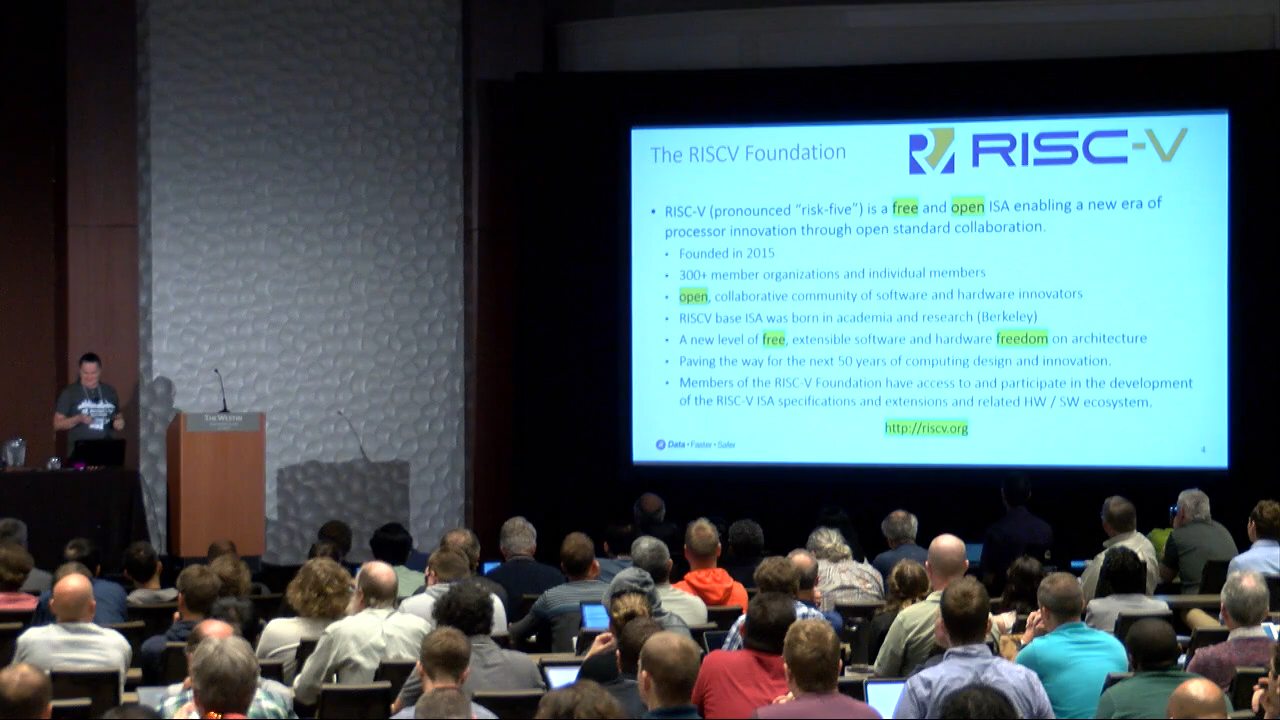 RISC-V
The RISCV Foundation
• RISC-V (pronounced “risk-five”) is a free and open ISA enabling a new era of
processor innovation through open standard collaboration.
• Founded in 2015
• 300+ member organizations and individual members
• open, collaborative community of software and hardware innovators
• RISCV base ISA was born in academia and research (Berkeley)
• A new level of free, extensible software and hardware freedom on architecture
• Paving the way for the next 50 years of computing design and innovation.
• Members of the RISC-V Foundation have access to and participate in the development
of the RISC-V ISA specifications and extensions and related HW / SW ecosystem.
http://riscv.org
Data • Faster • Safer
4
THE WESTIN